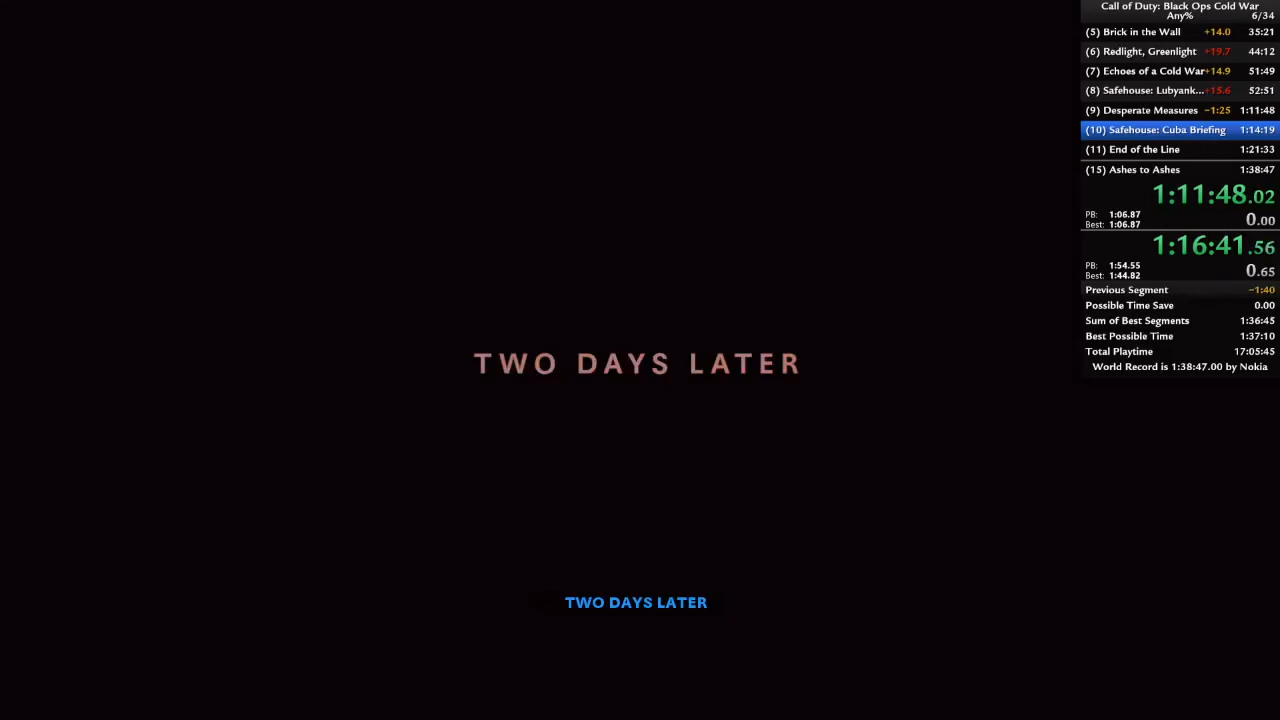 Call of Duty: Black Ops Cold War
Any% 6/34
(5) Brick in the Wall +14.0 35:21
(6) Redlight, Greenlight +19.7 44:12
(7) Echoes of a Cold War +14.9 51:49
(8) Safehouse: Lubyank... +15.6 52:51
(9) Desperate Measures −1:25 1:11:48
(10) Safehouse: Cuba Briefing 1:14:19
(11) End of the Line 1:21:33
(15) Ashes to Ashes 1:38:47
1:11:48.02
PB: 1:06.87
Best: 1:06.87 0.00
1:16:41.56
PB: 1:54.55
Best: 1:44.82 0.65
Previous Segment −1:40
Possible Time Save 0.00
Sum of Best Segments 1:36:45
Best Possible Time 1:37:10
Total Playtime 17:05:45
World Record is 1:38:47.00 by Nokia
TWO DAYS LATER
TWO DAYS LATER